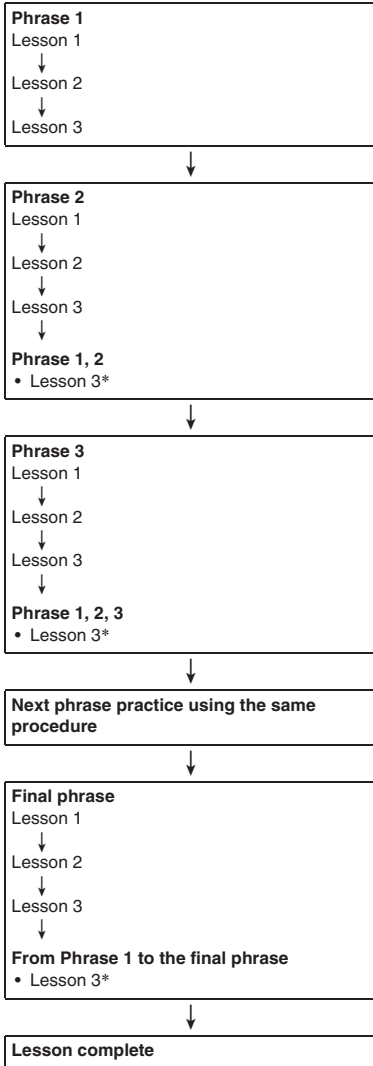 Phrase 1
Lesson 1
Lesson 2
Lesson 3
Phrase 2
Lesson 1
Lesson 2
Lesson 3
Phrase 1, 2
• Lesson 3*
Phrase 3
Lesson 1
Lesson 2
Lesson 3
Phrase 1, 2, 3
• Lesson 3*
Next phrase practice using the same
procedure
Final phrase
Lesson 1
Lesson 2
Lesson 3
From Phrase 1 to the final phrase
• Lesson 3*
Lesson complete